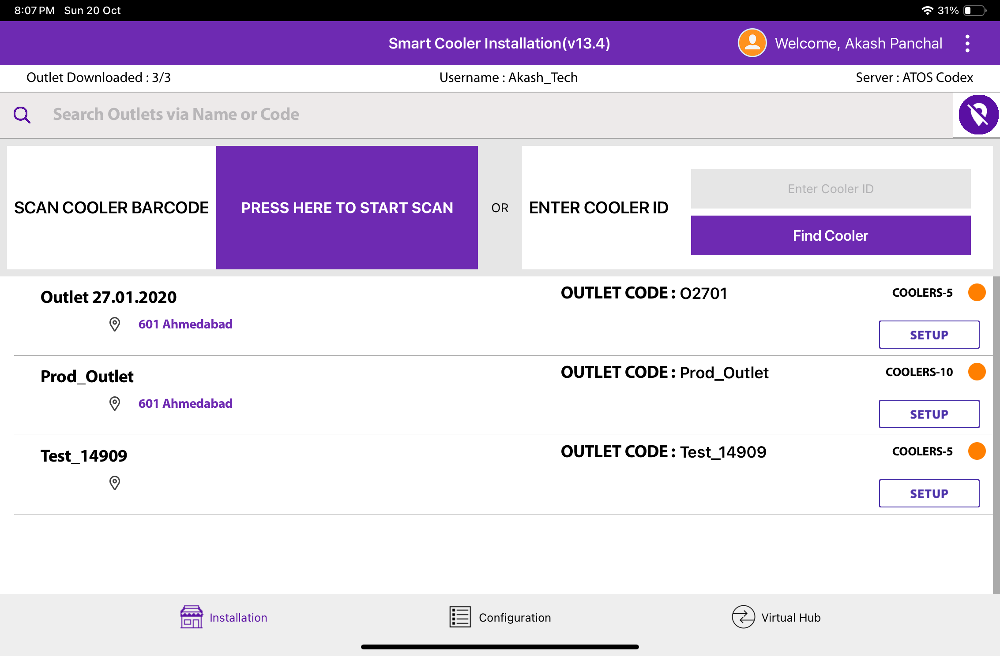 8:07 PM Sun 20 Oct 31%
Smart Cooler Installation(v13.4) Welcome, Akash Panchal
Outlet Downloaded : 3/3 Username : Akash_Tech Server : ATOS Codex
Search Outlets via Name or Code
SCAN COOLER BARCODE PRESS HERE TO START SCAN OR ENTER COOLER ID
Enter Cooler ID
Find Cooler
Outlet 27.01.2020 OUTLET CODE : O2701 COOLERS-5
601 Ahmedabad
SETUP
Prod_Outlet OUTLET CODE : Prod_Outlet COOLERS-10
601 Ahmedabad
SETUP
Test_14909 OUTLET CODE : Test_14909 COOLERS-5
SETUP
Installation Configuration Virtual Hub